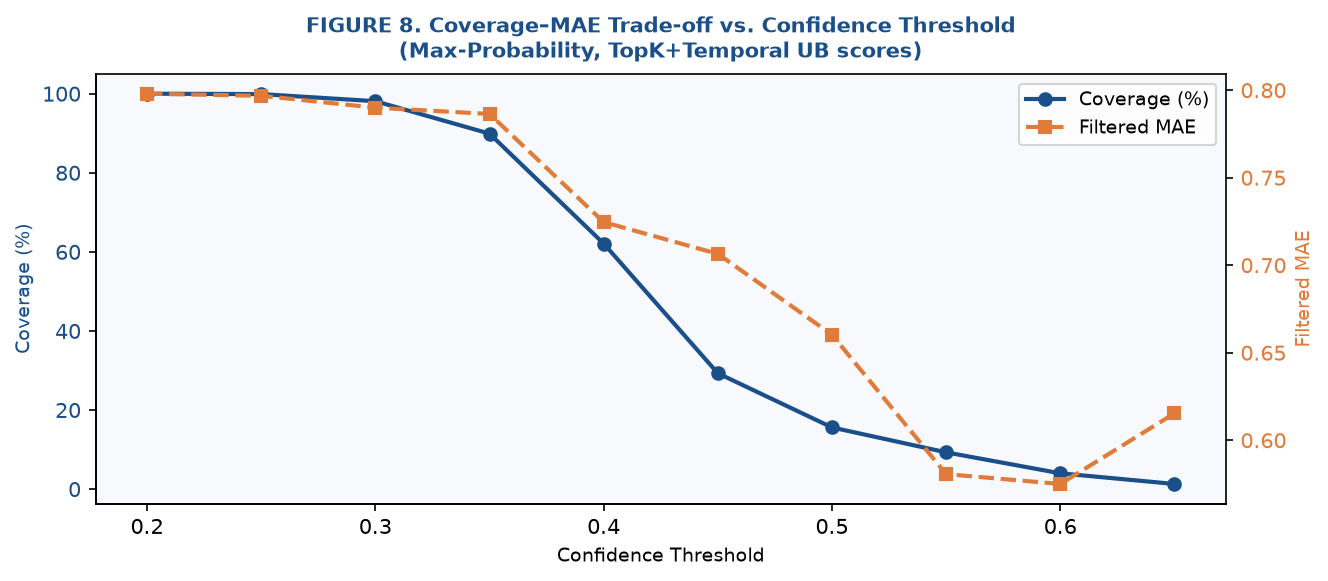 FIGURE 8. Coverage–MAE Trade-off vs. Confidence Threshold
(Max-Probability, TopK+Temporal UB scores)
Coverage (%)
Filtered MAE
100
80
60
40
20
0
Coverage (%)
0.80
0.75
0.70
0.65
0.60
Filtered MAE
0.2
0.3
0.4
0.5
0.6
Confidence Threshold